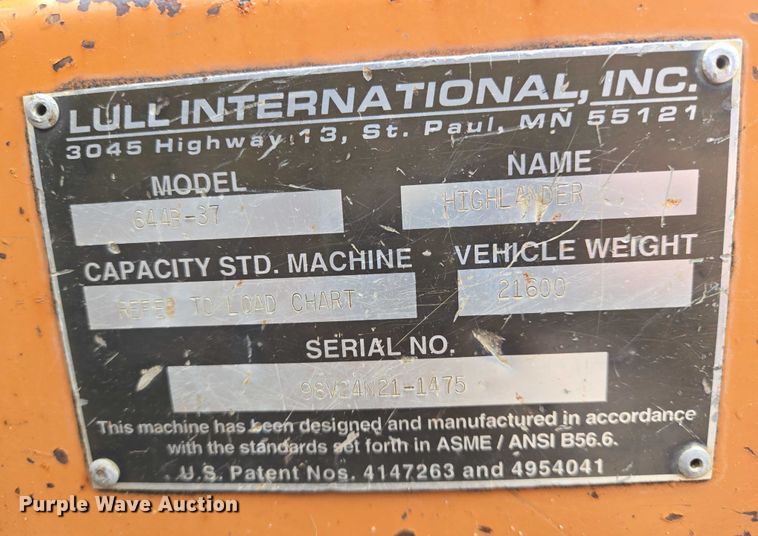 LULL INTERNATIONAL, INC.
3045 Highway 13, St. Paul, MN 55121
MODEL
644B-37
NAME
HIGHLANDER
CAPACITY STD. MACHINE
REFER TO LOAD CHART
VEHICLE WEIGHT
21600
SERIAL NO.
98V24N21-1475
This machine has been designed and manufactured in accordance
with the standards set forth in ASME / ANSI B56.6.
U.S. Patent Nos. 4147263 and 4954041
Purple Wave Auction